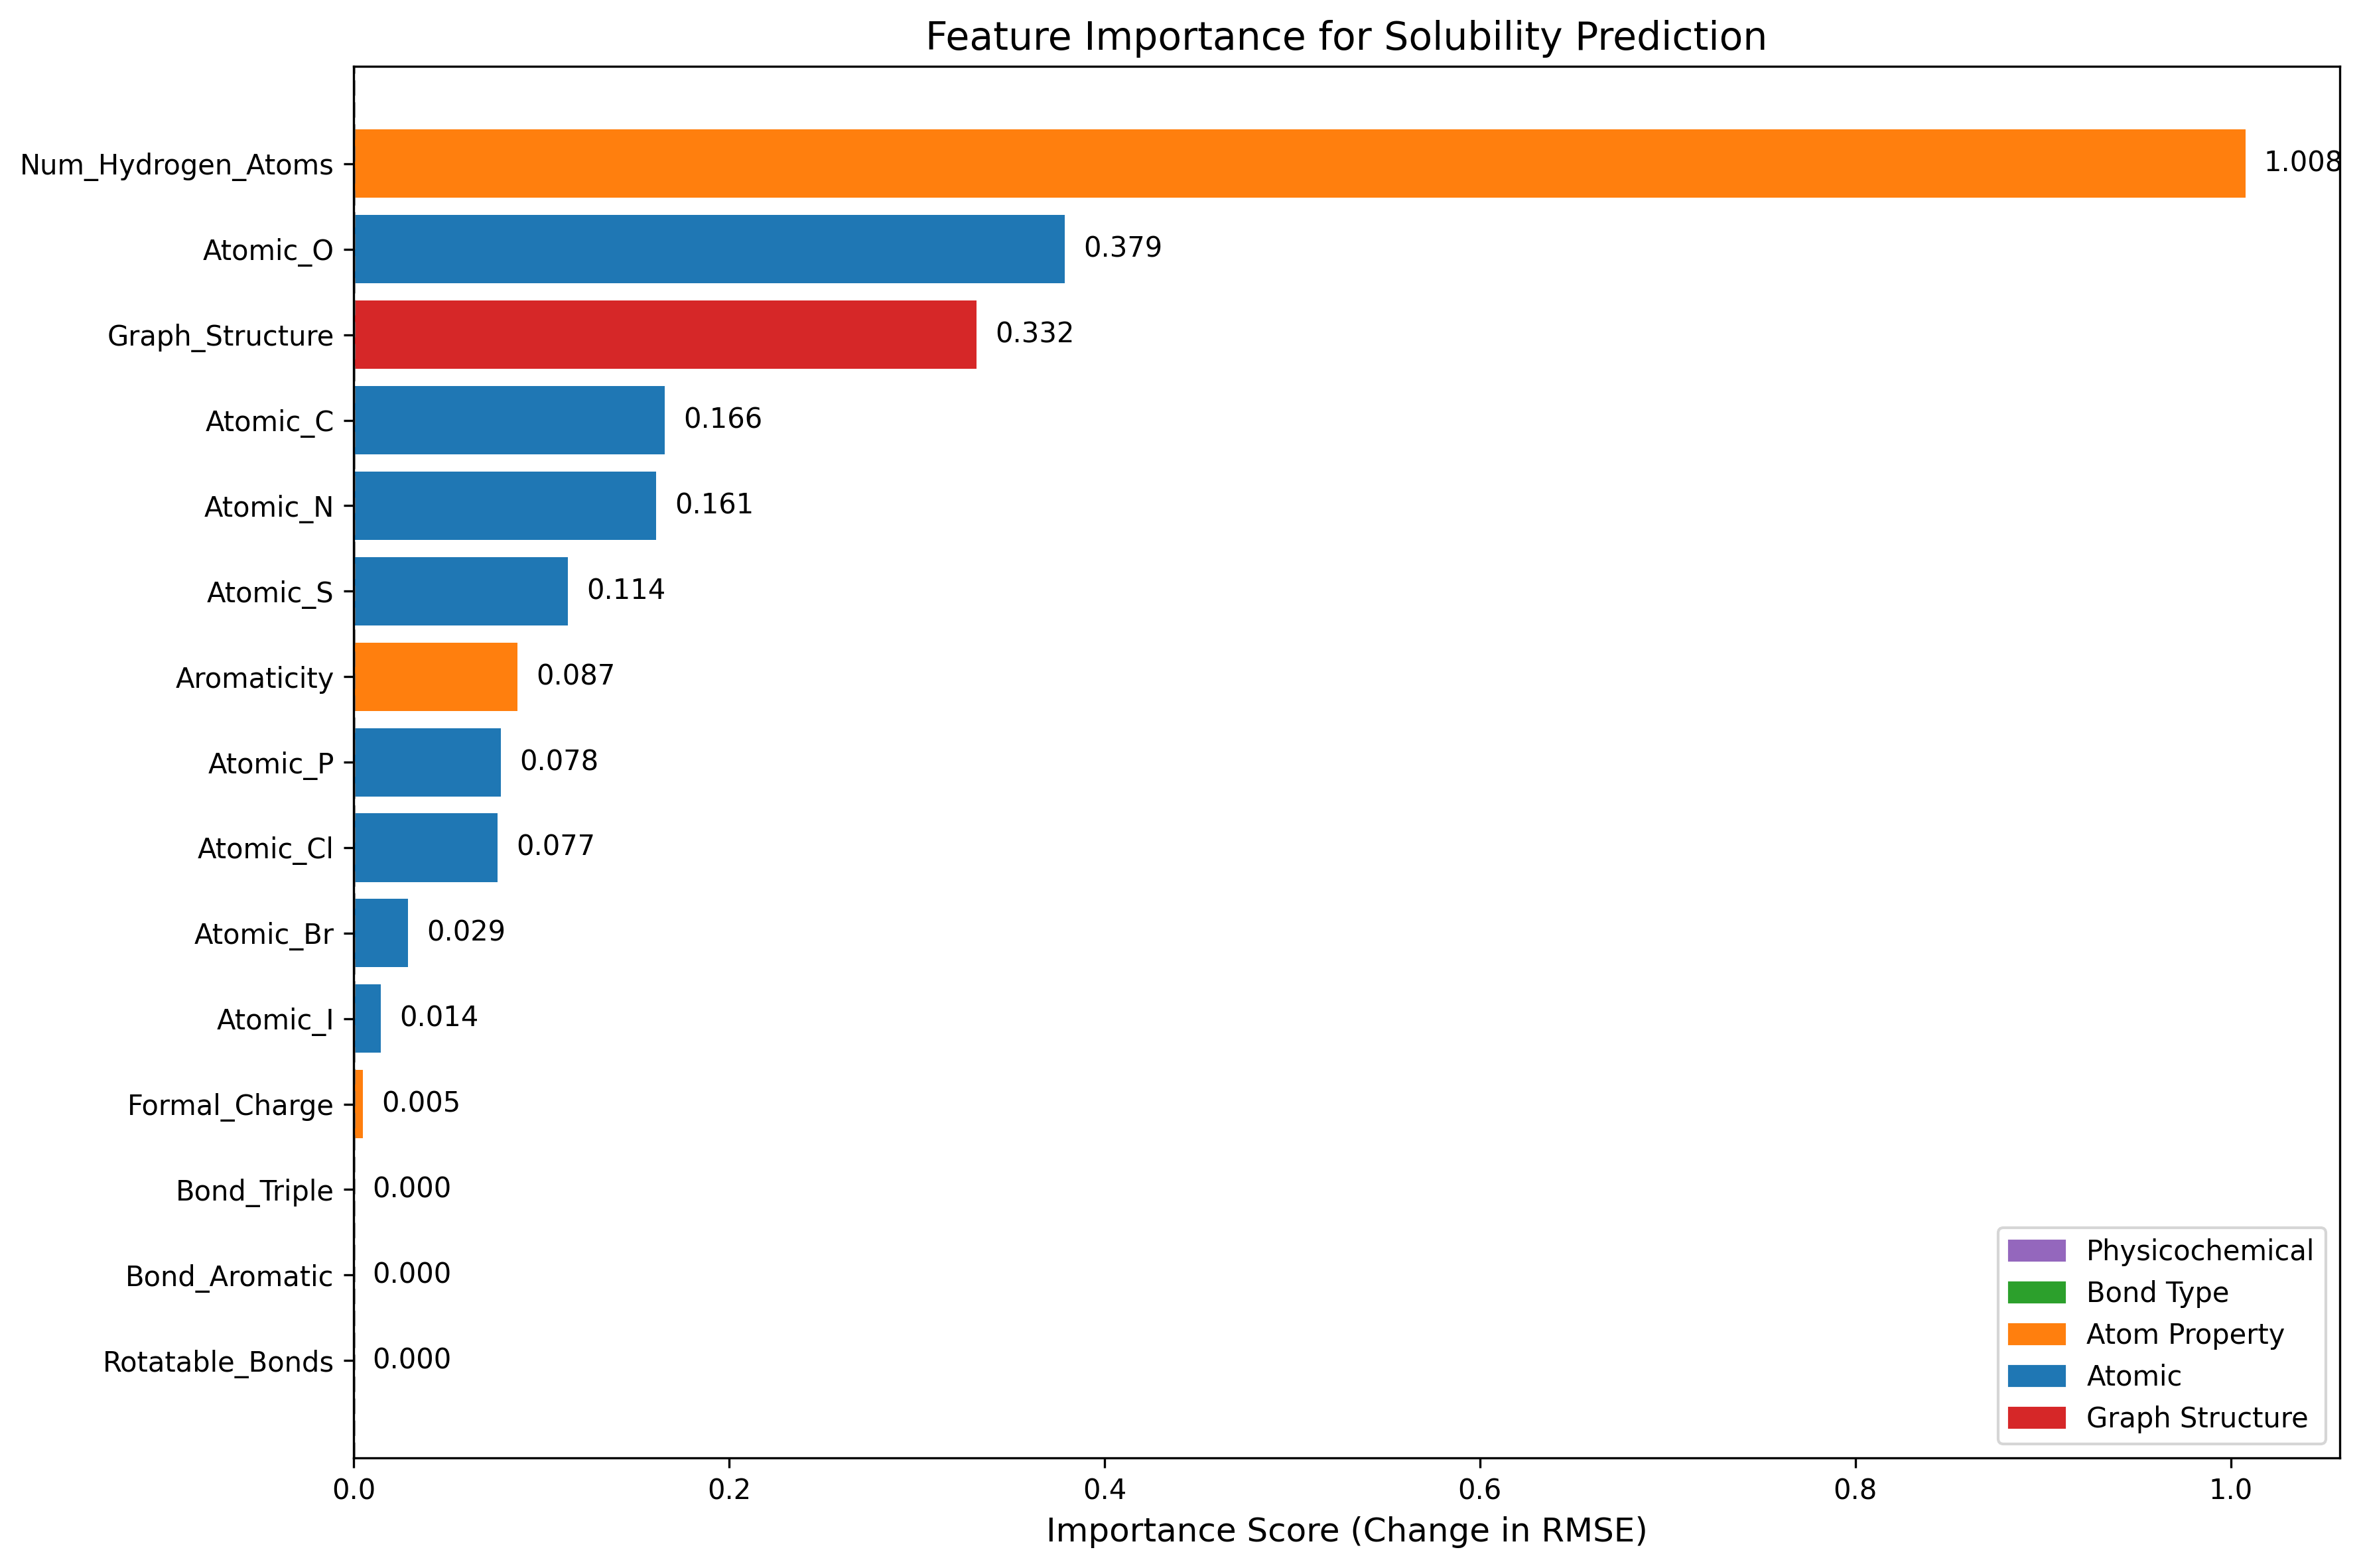 Feature Importance for Solubility Prediction
Num_Hydrogen_Atoms 1.008
Atomic_O 0.379
Graph_Structure 0.332
Atomic_C 0.166
Atomic_N 0.161
Atomic_S 0.114
Aromaticity 0.087
Atomic_P 0.078
Atomic_Cl 0.077
Atomic_Br 0.029
Atomic_I 0.014
Formal_Charge 0.005
Bond_Triple 0.000
Bond_Aromatic 0.000
Rotatable_Bonds 0.000
Physicochemical
Bond Type
Atom Property
Atomic
Graph Structure
0.0 0.2 0.4 0.6 0.8 1.0
Importance Score (Change in RMSE)